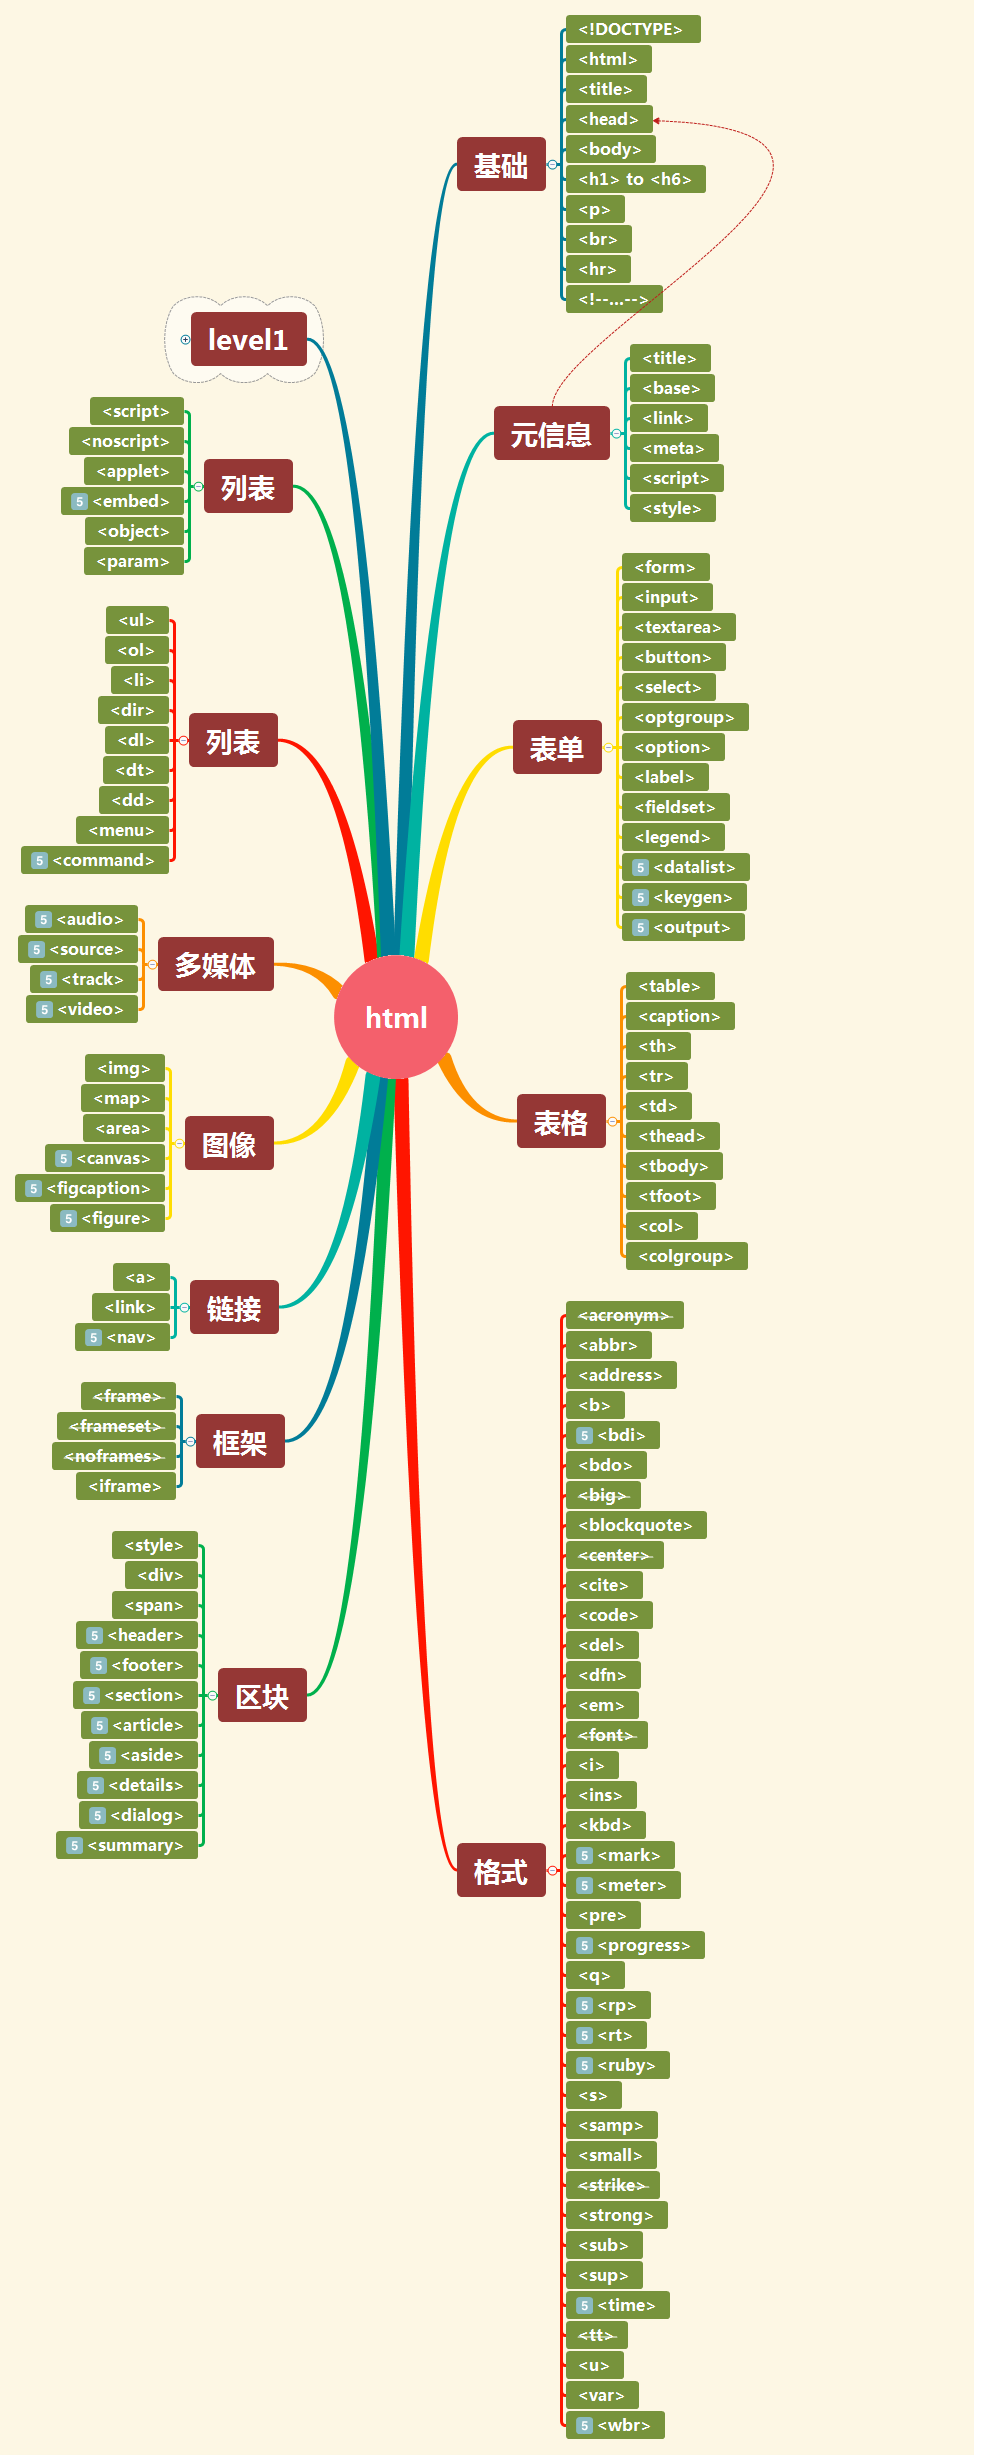 html
基础
<!DOCTYPE>
<html>
<title>
<head>
<body>
<h1> to <h6>
<p>
<br>
<hr>
<!--...-->
元信息
<title>
<base>
<link>
<meta>
<script>
<style>
表单
<form>
<input>
<textarea>
<button>
<select>
<optgroup>
<option>
<label>
<fieldset>
<legend>
5 <datalist>
5 <keygen>
5 <output>
表格
<table>
<caption>
<th>
<tr>
<td>
<thead>
<tbody>
<tfoot>
<col>
<colgroup>
格式
<acronym>
<abbr>
<address>
<b>
5 <bdi>
<bdo>
<big>
<blockquote>
<center>
<cite>
<code>
<del>
<dfn>
<em>
<font>
<i>
<ins>
<kbd>
5 <mark>
5 <meter>
<pre>
5 <progress>
<q>
5 <rp>
5 <rt>
5 <ruby>
<s>
<samp>
<small>
<strike>
<strong>
<sub>
<sup>
5 <time>
<tt>
<u>
<var>
5 <wbr>
level1
列表
<script>
<noscript>
<applet>
5 <embed>
<object>
<param>
列表
<ul>
<ol>
<li>
<dir>
<dl>
<dt>
<dd>
<menu>
5 <command>
多媒体
5 <audio>
5 <source>
5 <track>
5 <video>
图像
<img>
<map>
<area>
5 <canvas>
5 <figcaption>
5 <figure>
链接
<a>
<link>
5 <nav>
框架
<frame>
<frameset>
<noframes>
<iframe>
区块
<style>
<div>
<span>
5 <header>
5 <footer>
5 <section>
5 <article>
5 <aside>
5 <details>
5 <dialog>
5 <summary>